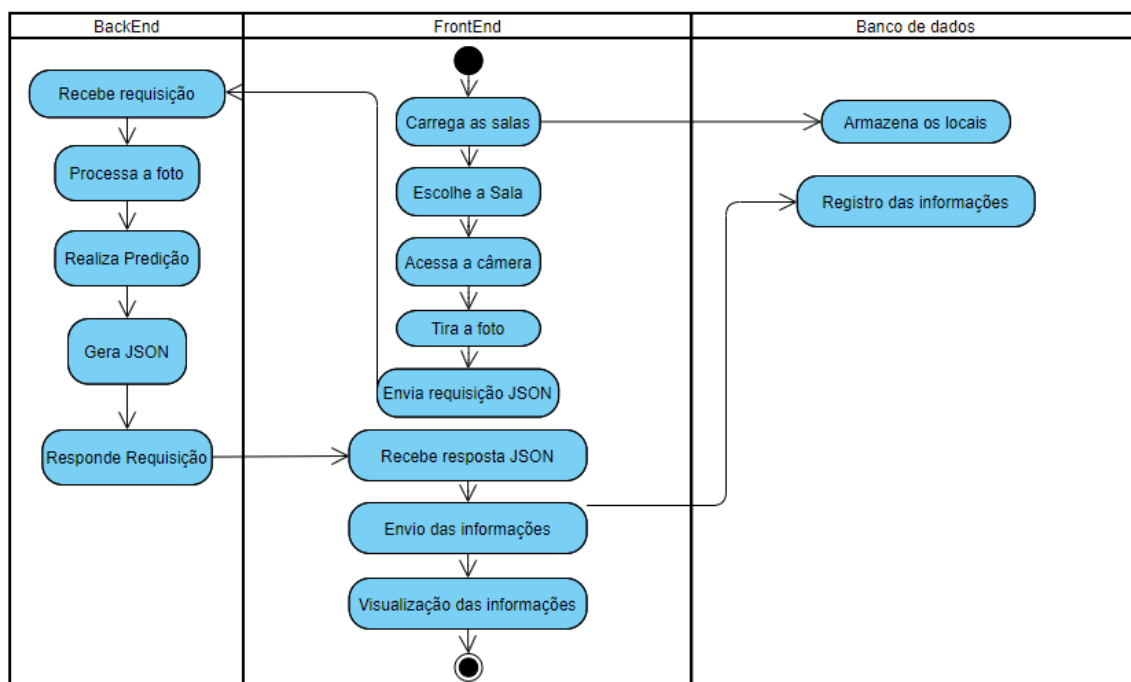 BackEnd
FrontEnd
Banco de dados
Recebe requisição
Processa a foto
Realiza Predição
Gera JSON
Responde Requisição
Carrega as salas
Escolhe a Sala
Acessa a câmera
Tira a foto
Envia requisição JSON
Recebe resposta JSON
Envio das informações
Visualização das informações
Armazena os locais
Registro das informações